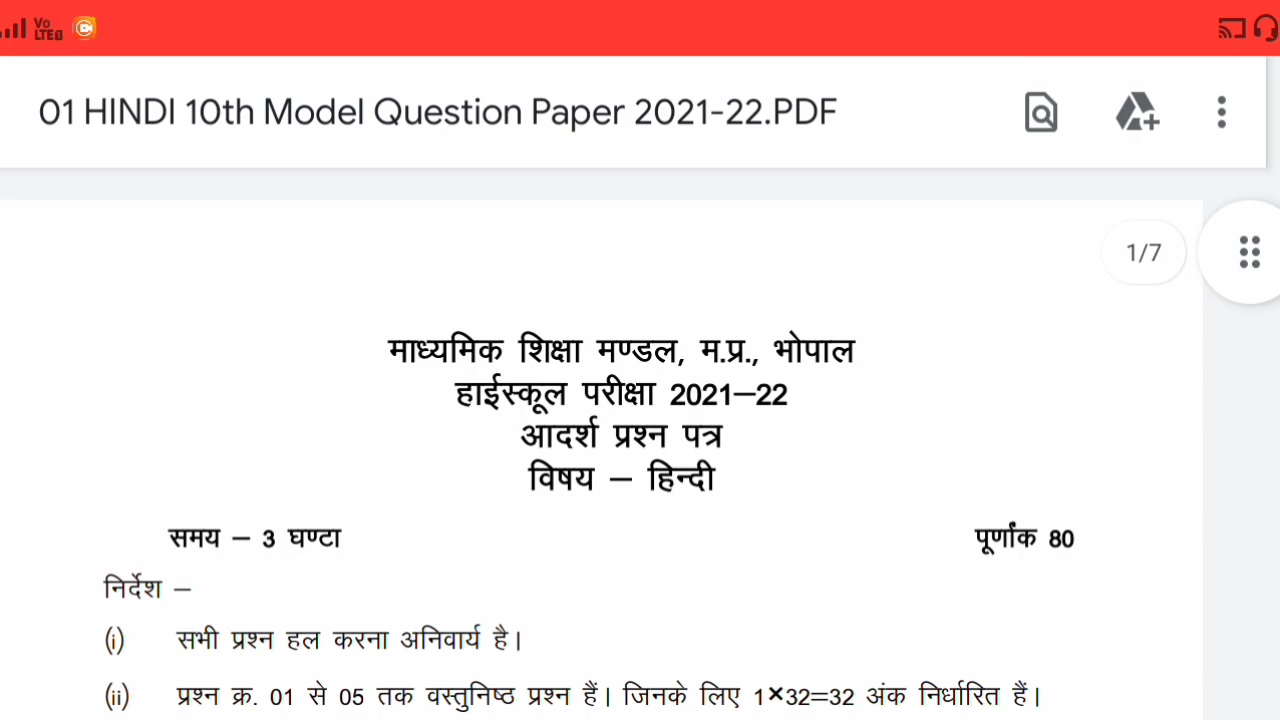 Vo
LTE
01 HINDI 10th Model Question Paper 2021-22.PDF
1/7
माध्यमिक शिक्षा मण्डल, म.प्र., भोपाल
हाईस्कूल परीक्षा 2021–22
आदर्श प्रश्न पत्र
विषय – हिन्दी
समय – 3 घण्टा पूर्णांक 80
निर्देश –
(i) सभी प्रश्न हल करना अनिवार्य है।
(ii) प्रश्न क्र. 01 से 05 तक वस्तुनिष्ठ प्रश्न हैं। जिनके लिए 1×32=32 अंक निर्धारित हैं।